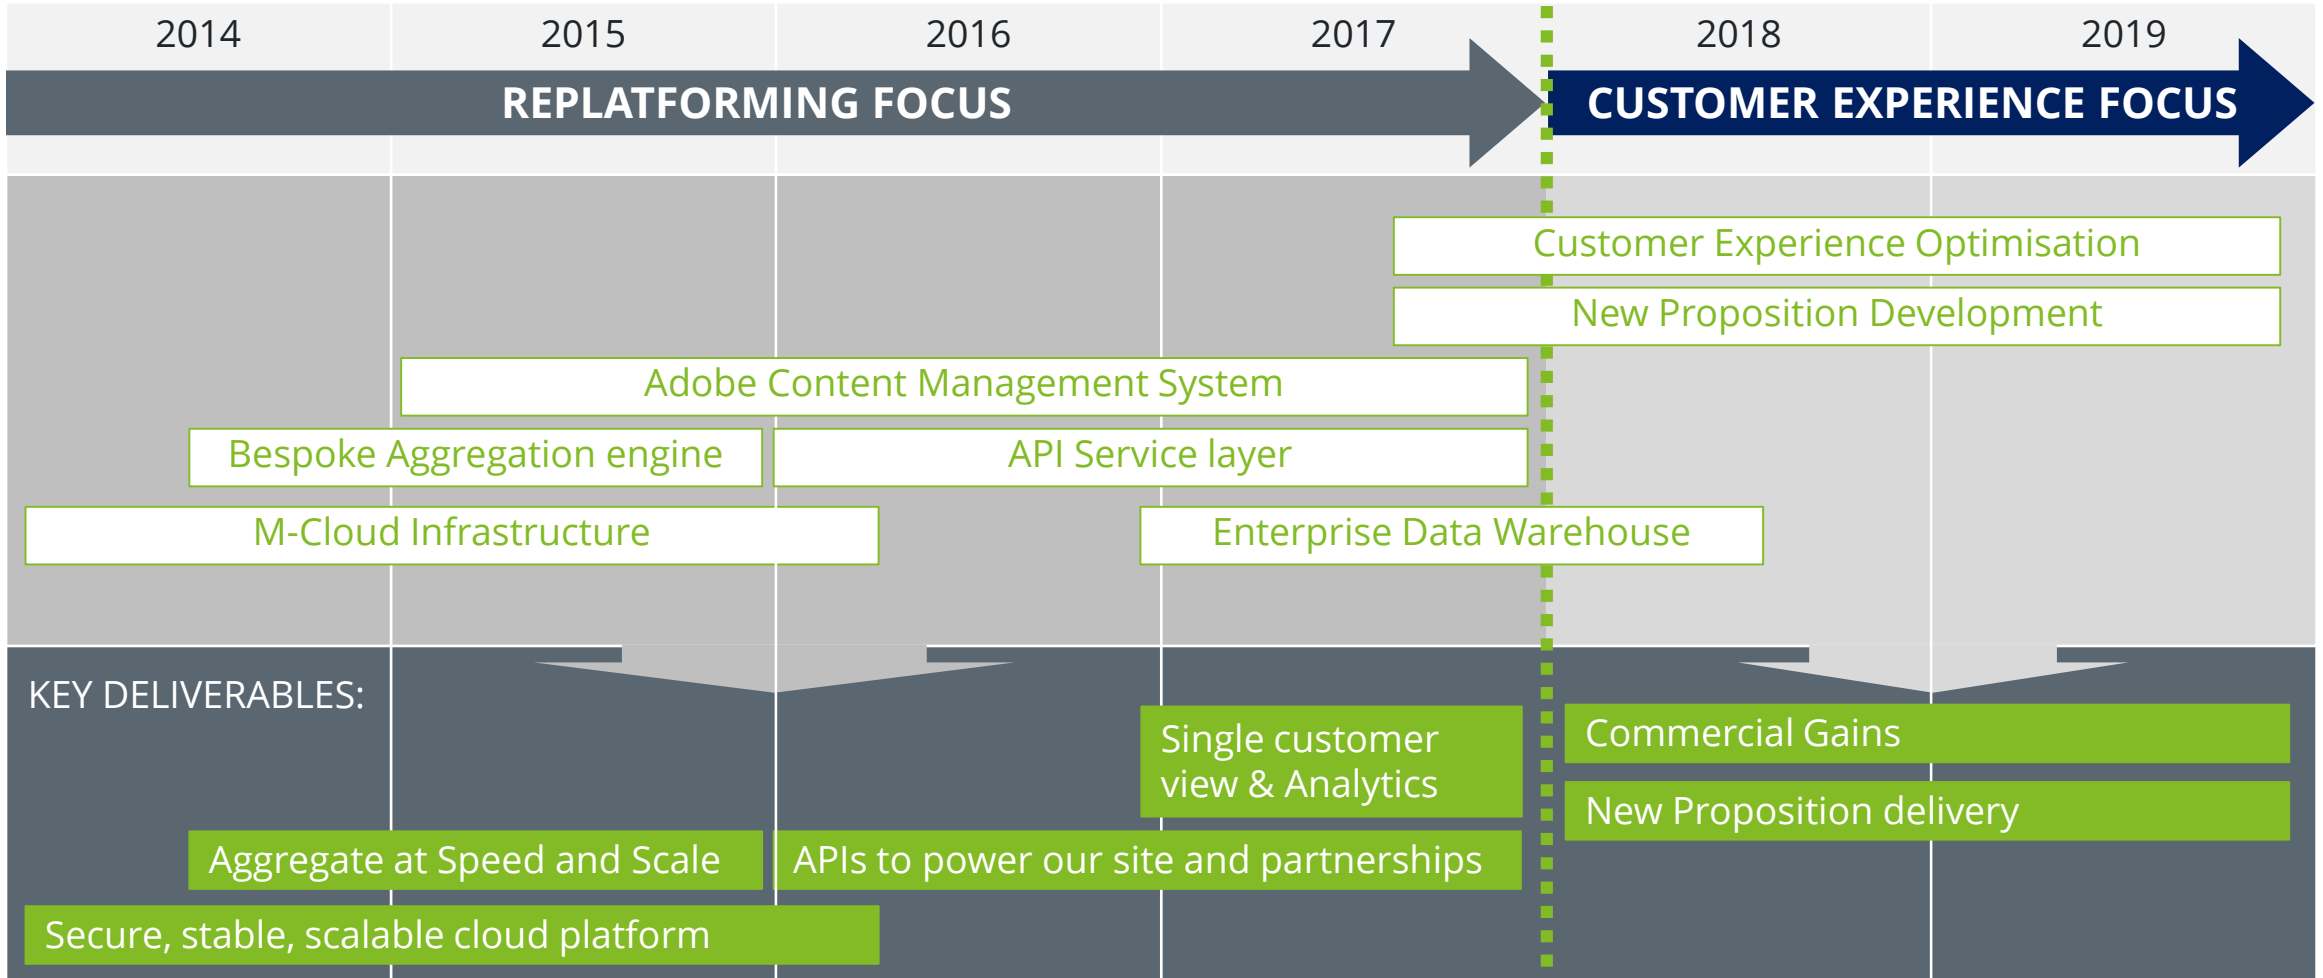 2014 2015 2016 2017 2018 2019
REPLATFORMING FOCUS CUSTOMER EXPERIENCE FOCUS
Customer Experience Optimisation
New Proposition Development
Adobe Content Management System
Bespoke Aggregation engine API Service layer
M-Cloud Infrastructure Enterprise Data Warehouse
KEY DELIVERABLES:
Single customer
view & Analytics
Commercial Gains
New Proposition delivery
Aggregate at Speed and Scale APIs to power our site and partnerships
Secure, stable, scalable cloud platform